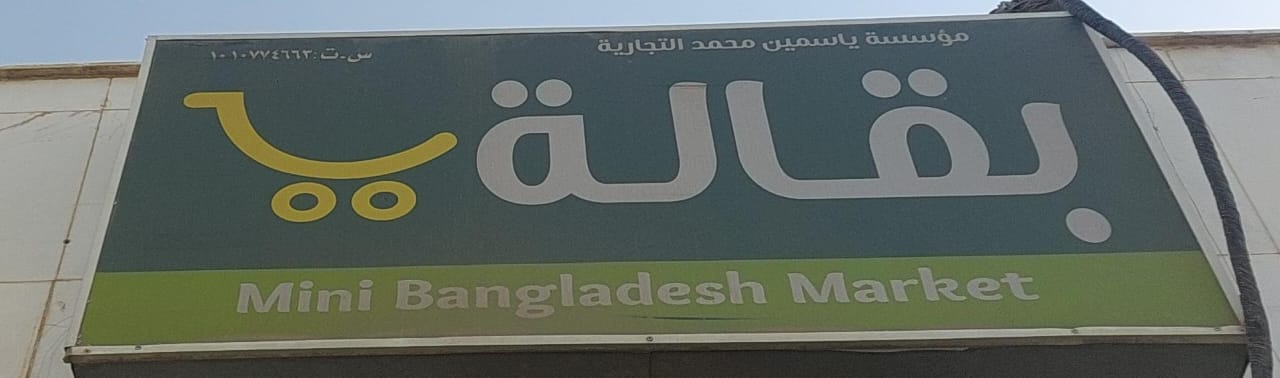 مؤسسة ياسمين محمد التجارية
س.ت: ١٠١٠٧٧٤٦٦٣
بقالة
Mini Bangladesh Market